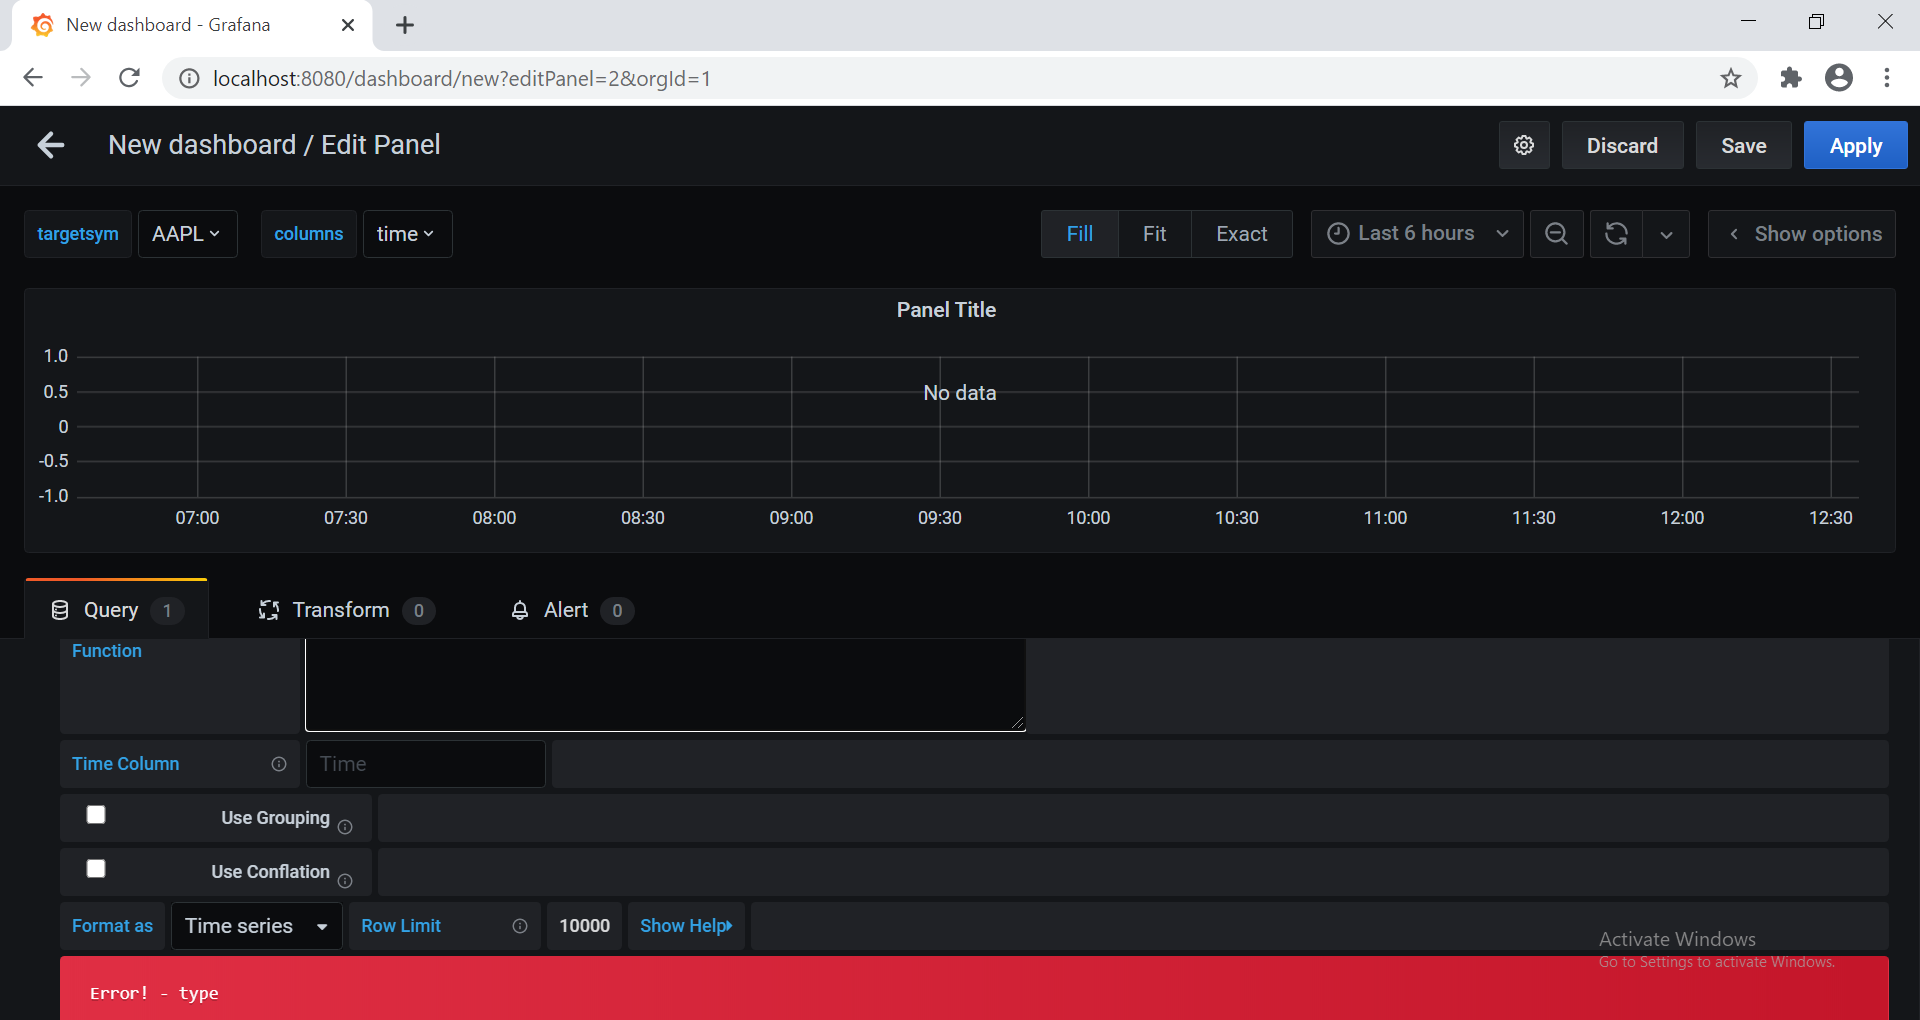 New dashboard - Grafana
localhost:8080/dashboard/new?editPanel=2&orgId=1
New dashboard / Edit Panel
Discard
Save
Apply
targetsym
AAPL
columns
time
Fill
Fit
Exact
Last 6 hours
Show options
Panel Title
1.0
0.5
0
-0.5
-1.0
No data
07:00
07:30
08:00
08:30
09:00
09:30
10:00
10:30
11:00
11:30
12:00
12:30
Query 1
Transform 0
Alert 0
Function
Time Column
Time
Use Grouping
Use Conflation
Format as
Time series
Row Limit
10000
Show Help
Activate Windows
Go to Settings to activate Windows.
Error! - type